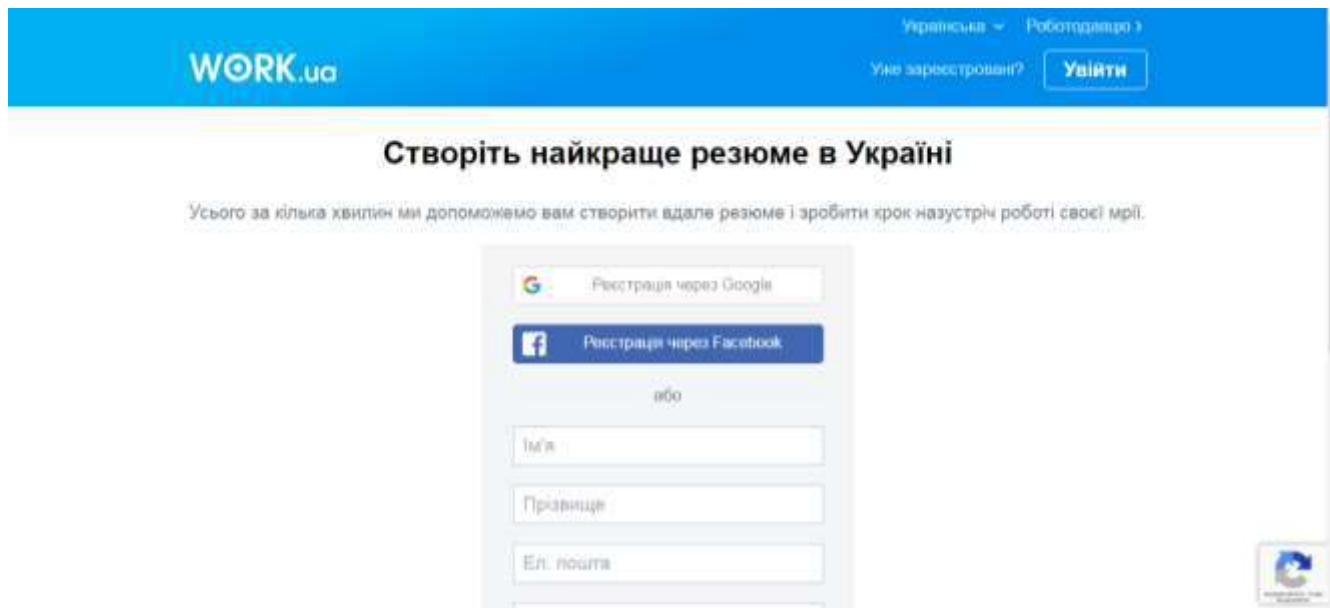 Українська
Роботодавцю
WORK.ua
Уже зареєстровані?
Увійти
Створіть найкраще резюме в Україні
Усього за кілька хвилин ми допоможемо вам створити вдале резюме і зробити крок назустріч роботі своєї мрії.
Реєстрація через Google
Реєстрація через Facebook
або
Ім'я
Прізвище
Ел. пошта